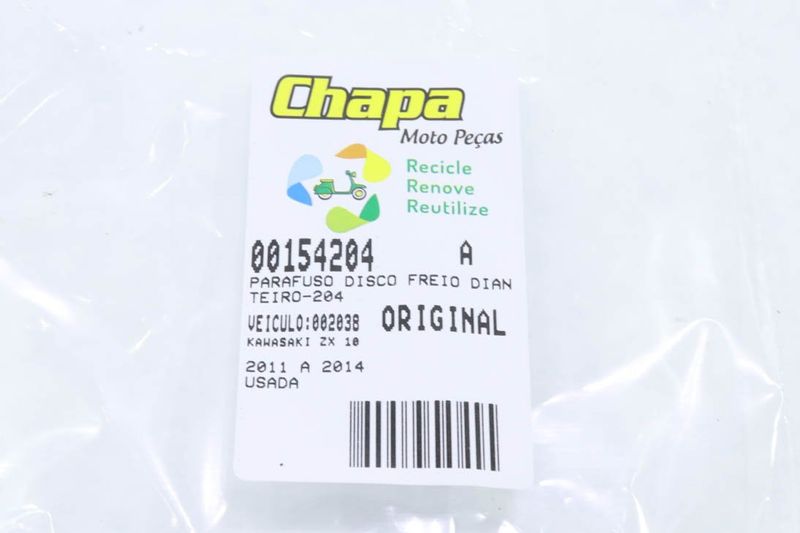 Chapa
Moto Peças
Recicle
Renove
Reutilize
00154204 A
PARAFUSO DISCO FREIO DIAN
TEIRO-204
VEICULO:002038 ORIGINAL
KAWASAKI ZX 10
2011 A 2014
USADA